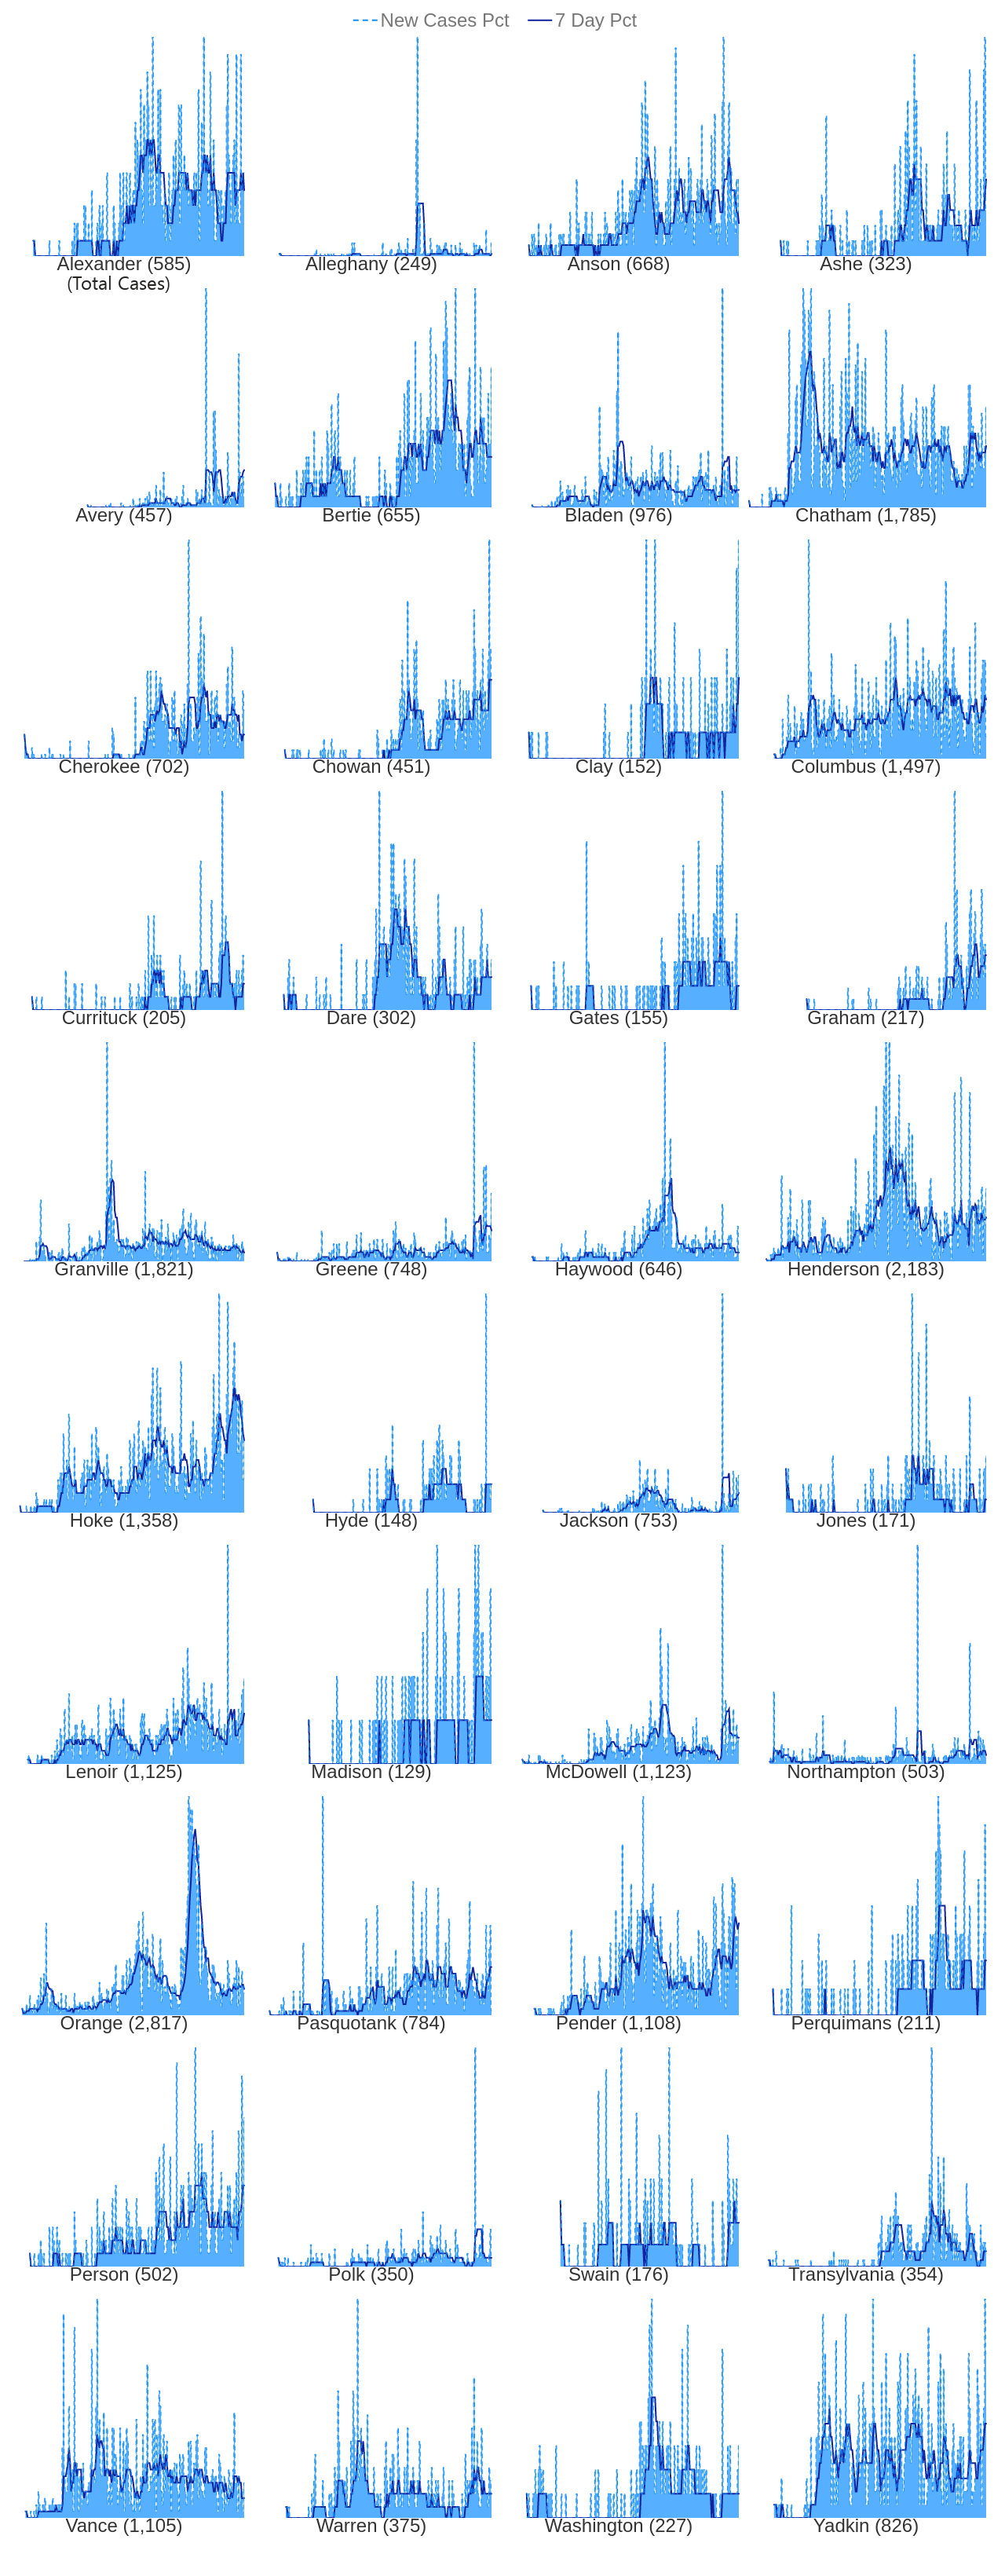 New Cases Pct 7 Day Pct
Alexander (585) Alleghany (249) Anson (668) Ashe (323)
(Total Cases)
Avery (457) Bertie (655) Bladen (976) Chatham (1,785)
Cherokee (702) Chowan (451) Clay (152) Columbus (1,497)
Currituck (205) Dare (302) Gates (155) Graham (217)
Granville (1,821) Greene (748) Haywood (646) Henderson (2,183)
Hoke (1,358) Hyde (148) Jackson (753) Jones (171)
Lenoir (1,125) Madison (129) McDowell (1,123) Northampton (503)
Orange (2,817) Pasquotank (784) Pender (1,108) Perquimans (211)
Person (502) Polk (350) Swain (176) Transylvania (354)
Vance (1,105) Warren (375) Washington (227) Yadkin (826)